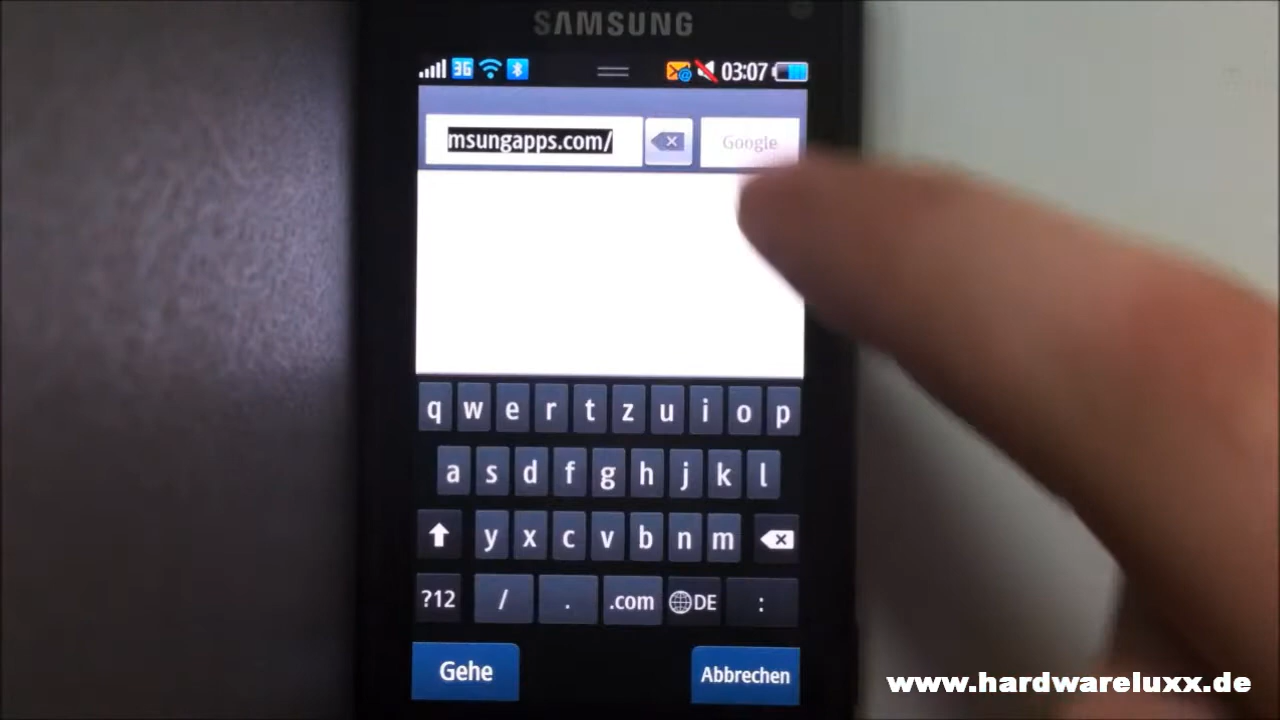 SAMSUNG
3G 03:07
msungapps.com/ Google
q w e r t z u i o p
a s d f g h j k l
y x c v b n m
?12 / . .com DE :
Gehe Abbrechen
www.hardwareluxx.de